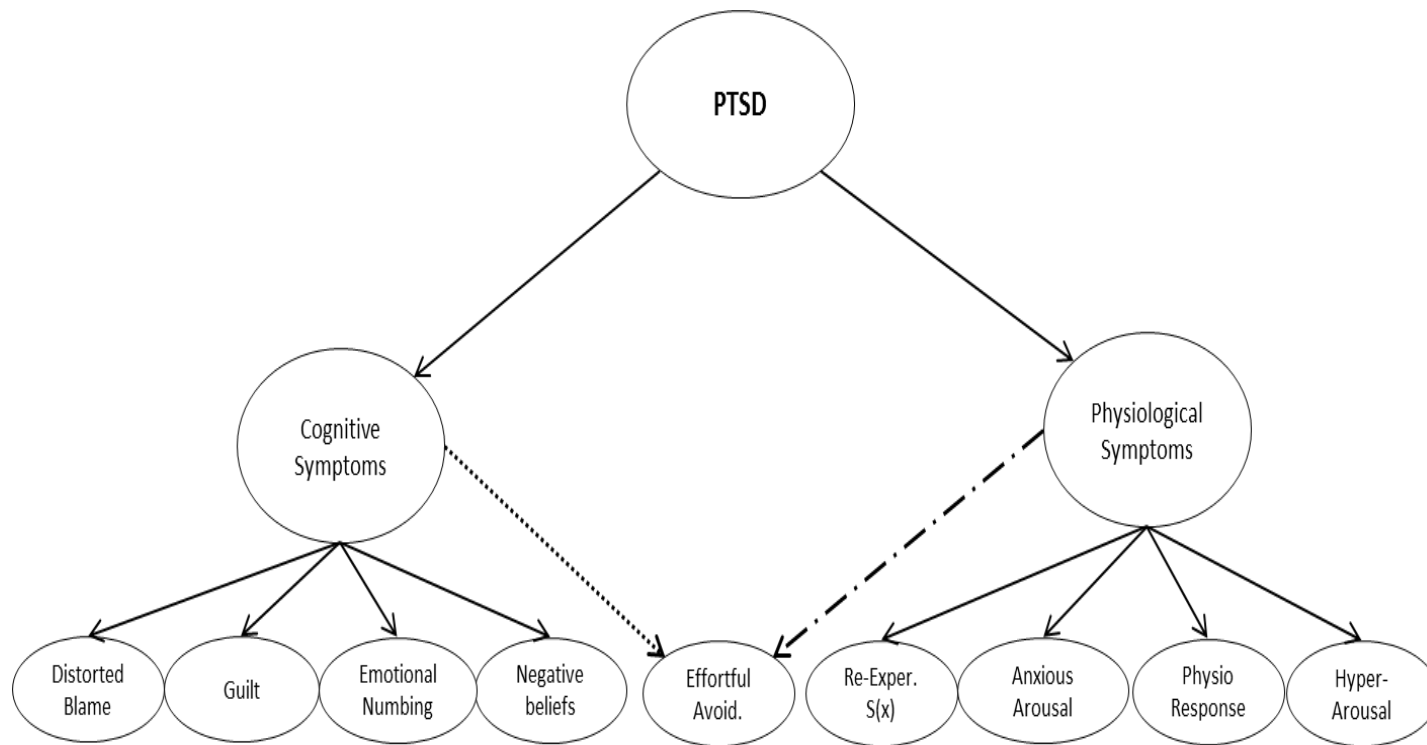 PTSD
Cognitive
Symptoms
Physiological
Symptoms
Distorted
Blame
Guilt
Emotional
Numbing
Negative
beliefs
Effortful
Avoid.
Re-Exper.
S(x)
Anxious
Arousal
Physio
Response
Hyper-
Arousal